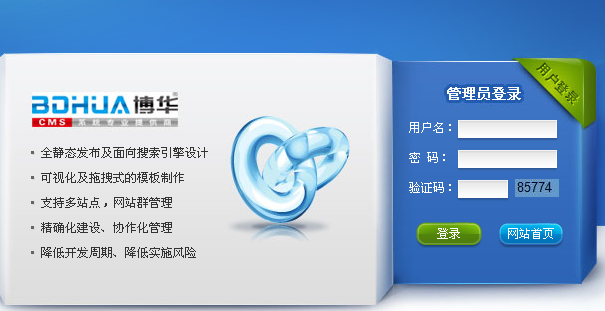 BOHUA 博华
CMS
全静态发布及面向搜索引擎设计
可视化及拖拽式的模板制作
支持多站点，网站群管理
精确化建设、协作化管理
降低开发周期、降低实施风险
用户登录
管理员登录
用户名：
密 码：
验证码： 85774
登录 网站首页